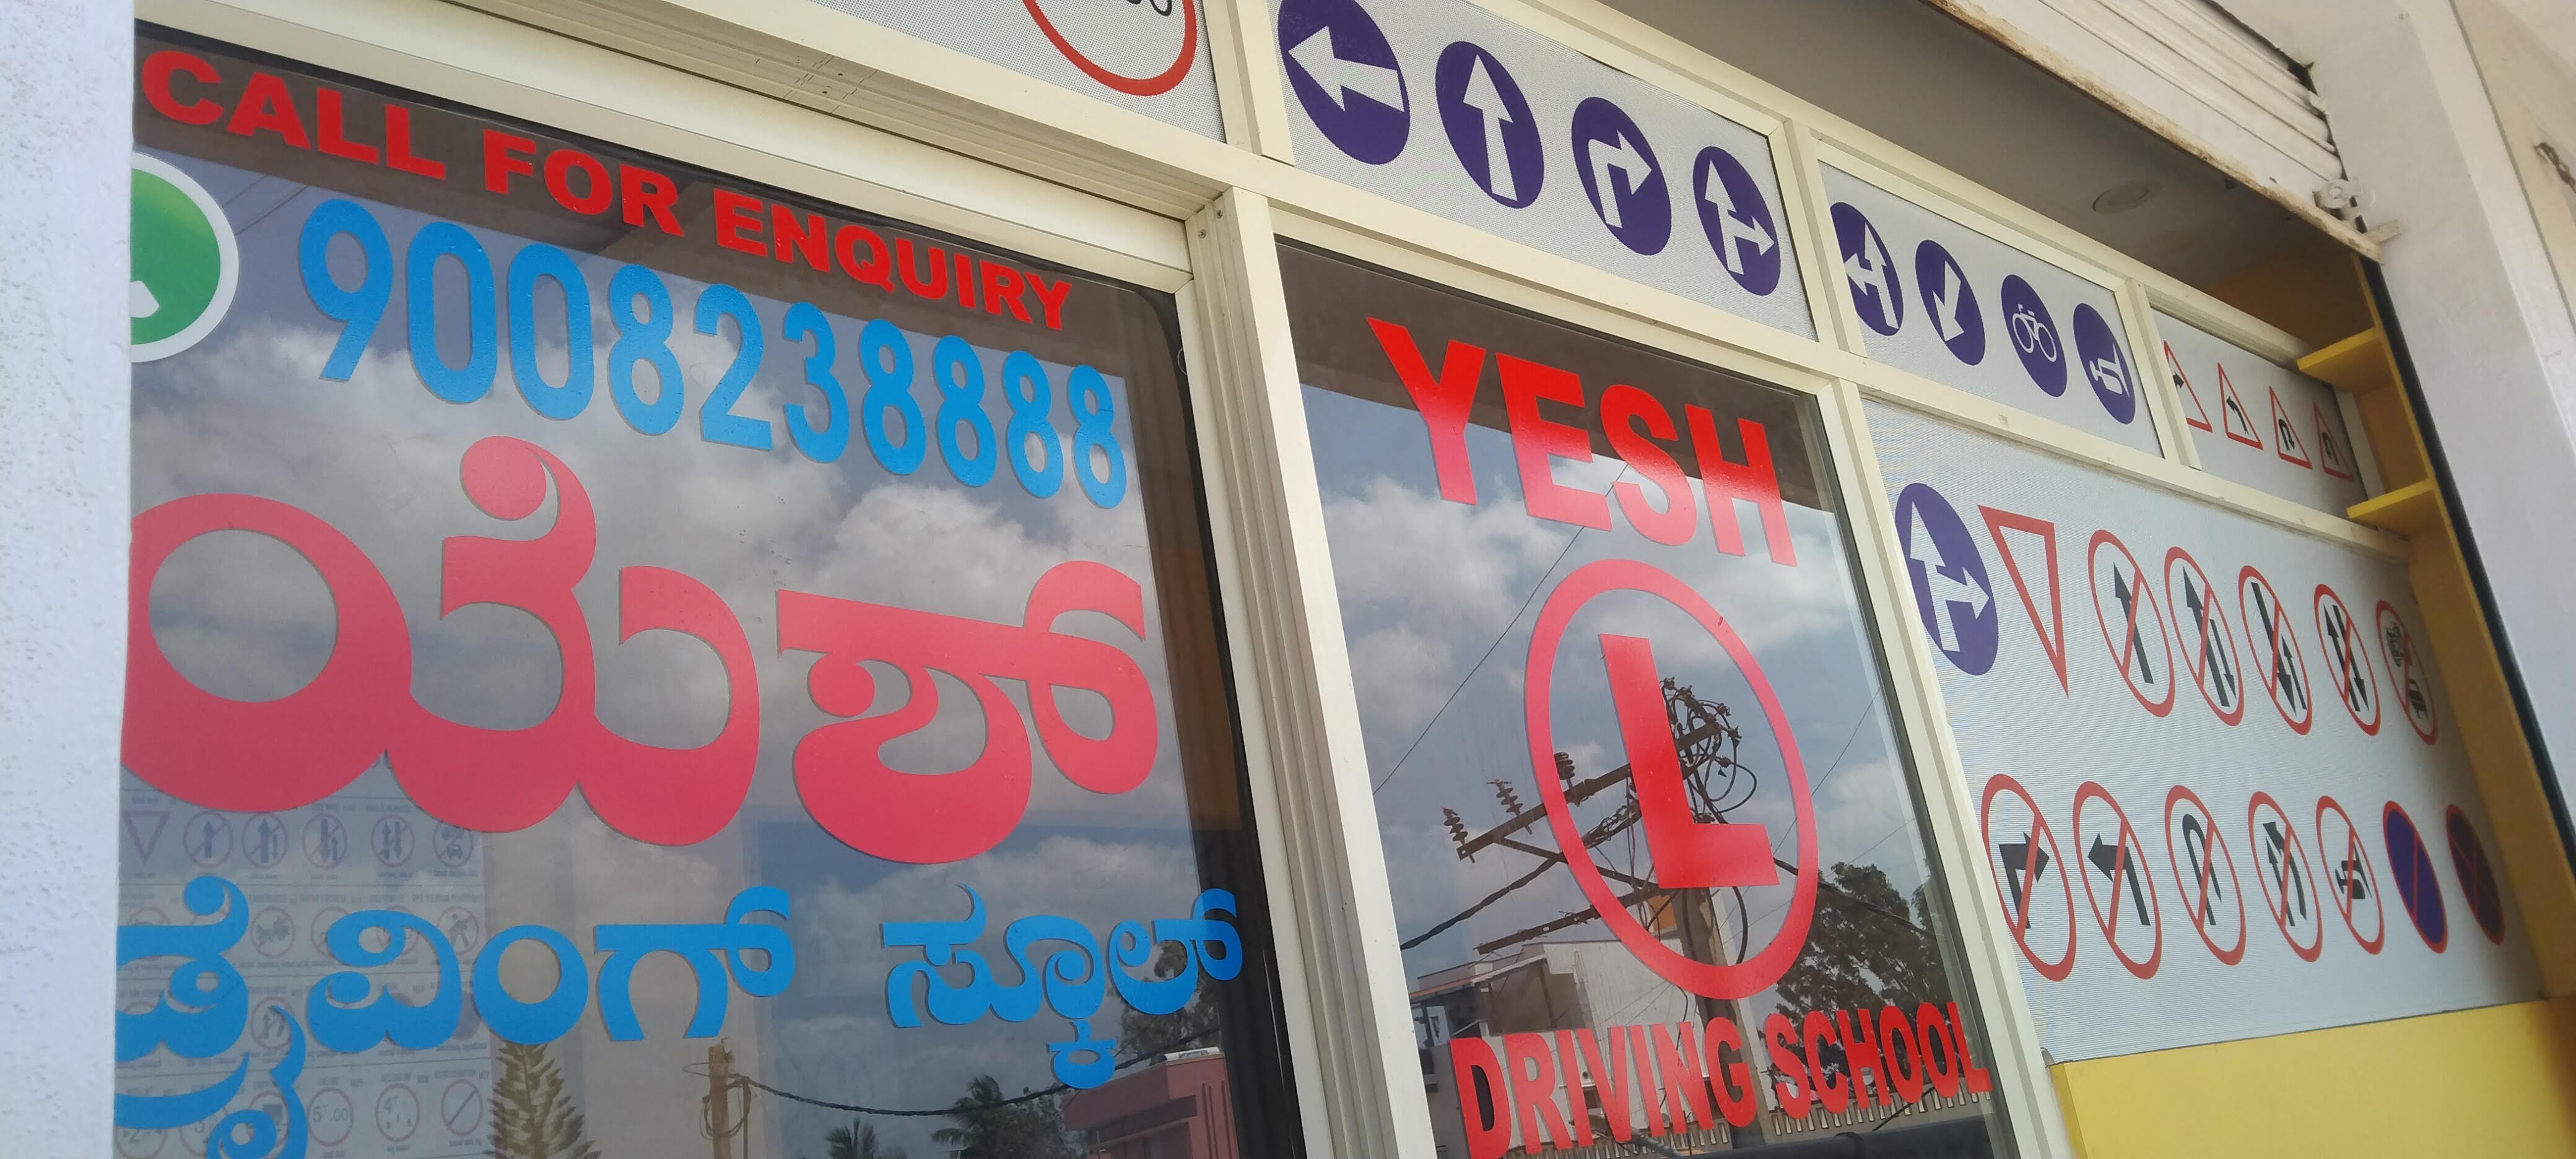 CALL FOR ENQUIRY
9008238888
ಯೆಶ್
ಡ್ರೈವಿಂಗ್ ಸ್ಕೂಲ್
YESH
L
DRIVING SCHOOL